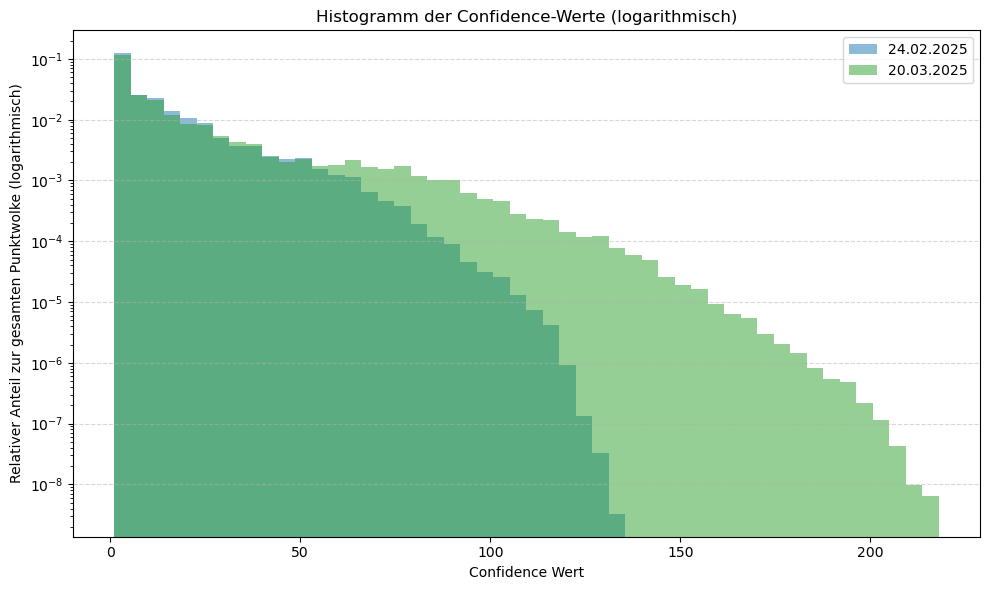 Histogramm der Confidence-Werte (logarithmisch)
24.02.2025
20.03.2025
Relativer Anteil zur gesamten Punktwolke (logarithmisch)
10⁻¹
10⁻²
10⁻³
10⁻⁴
10⁻⁵
10⁻⁶
10⁻⁷
10⁻⁸
0 50 100 150 200
Confidence Wert